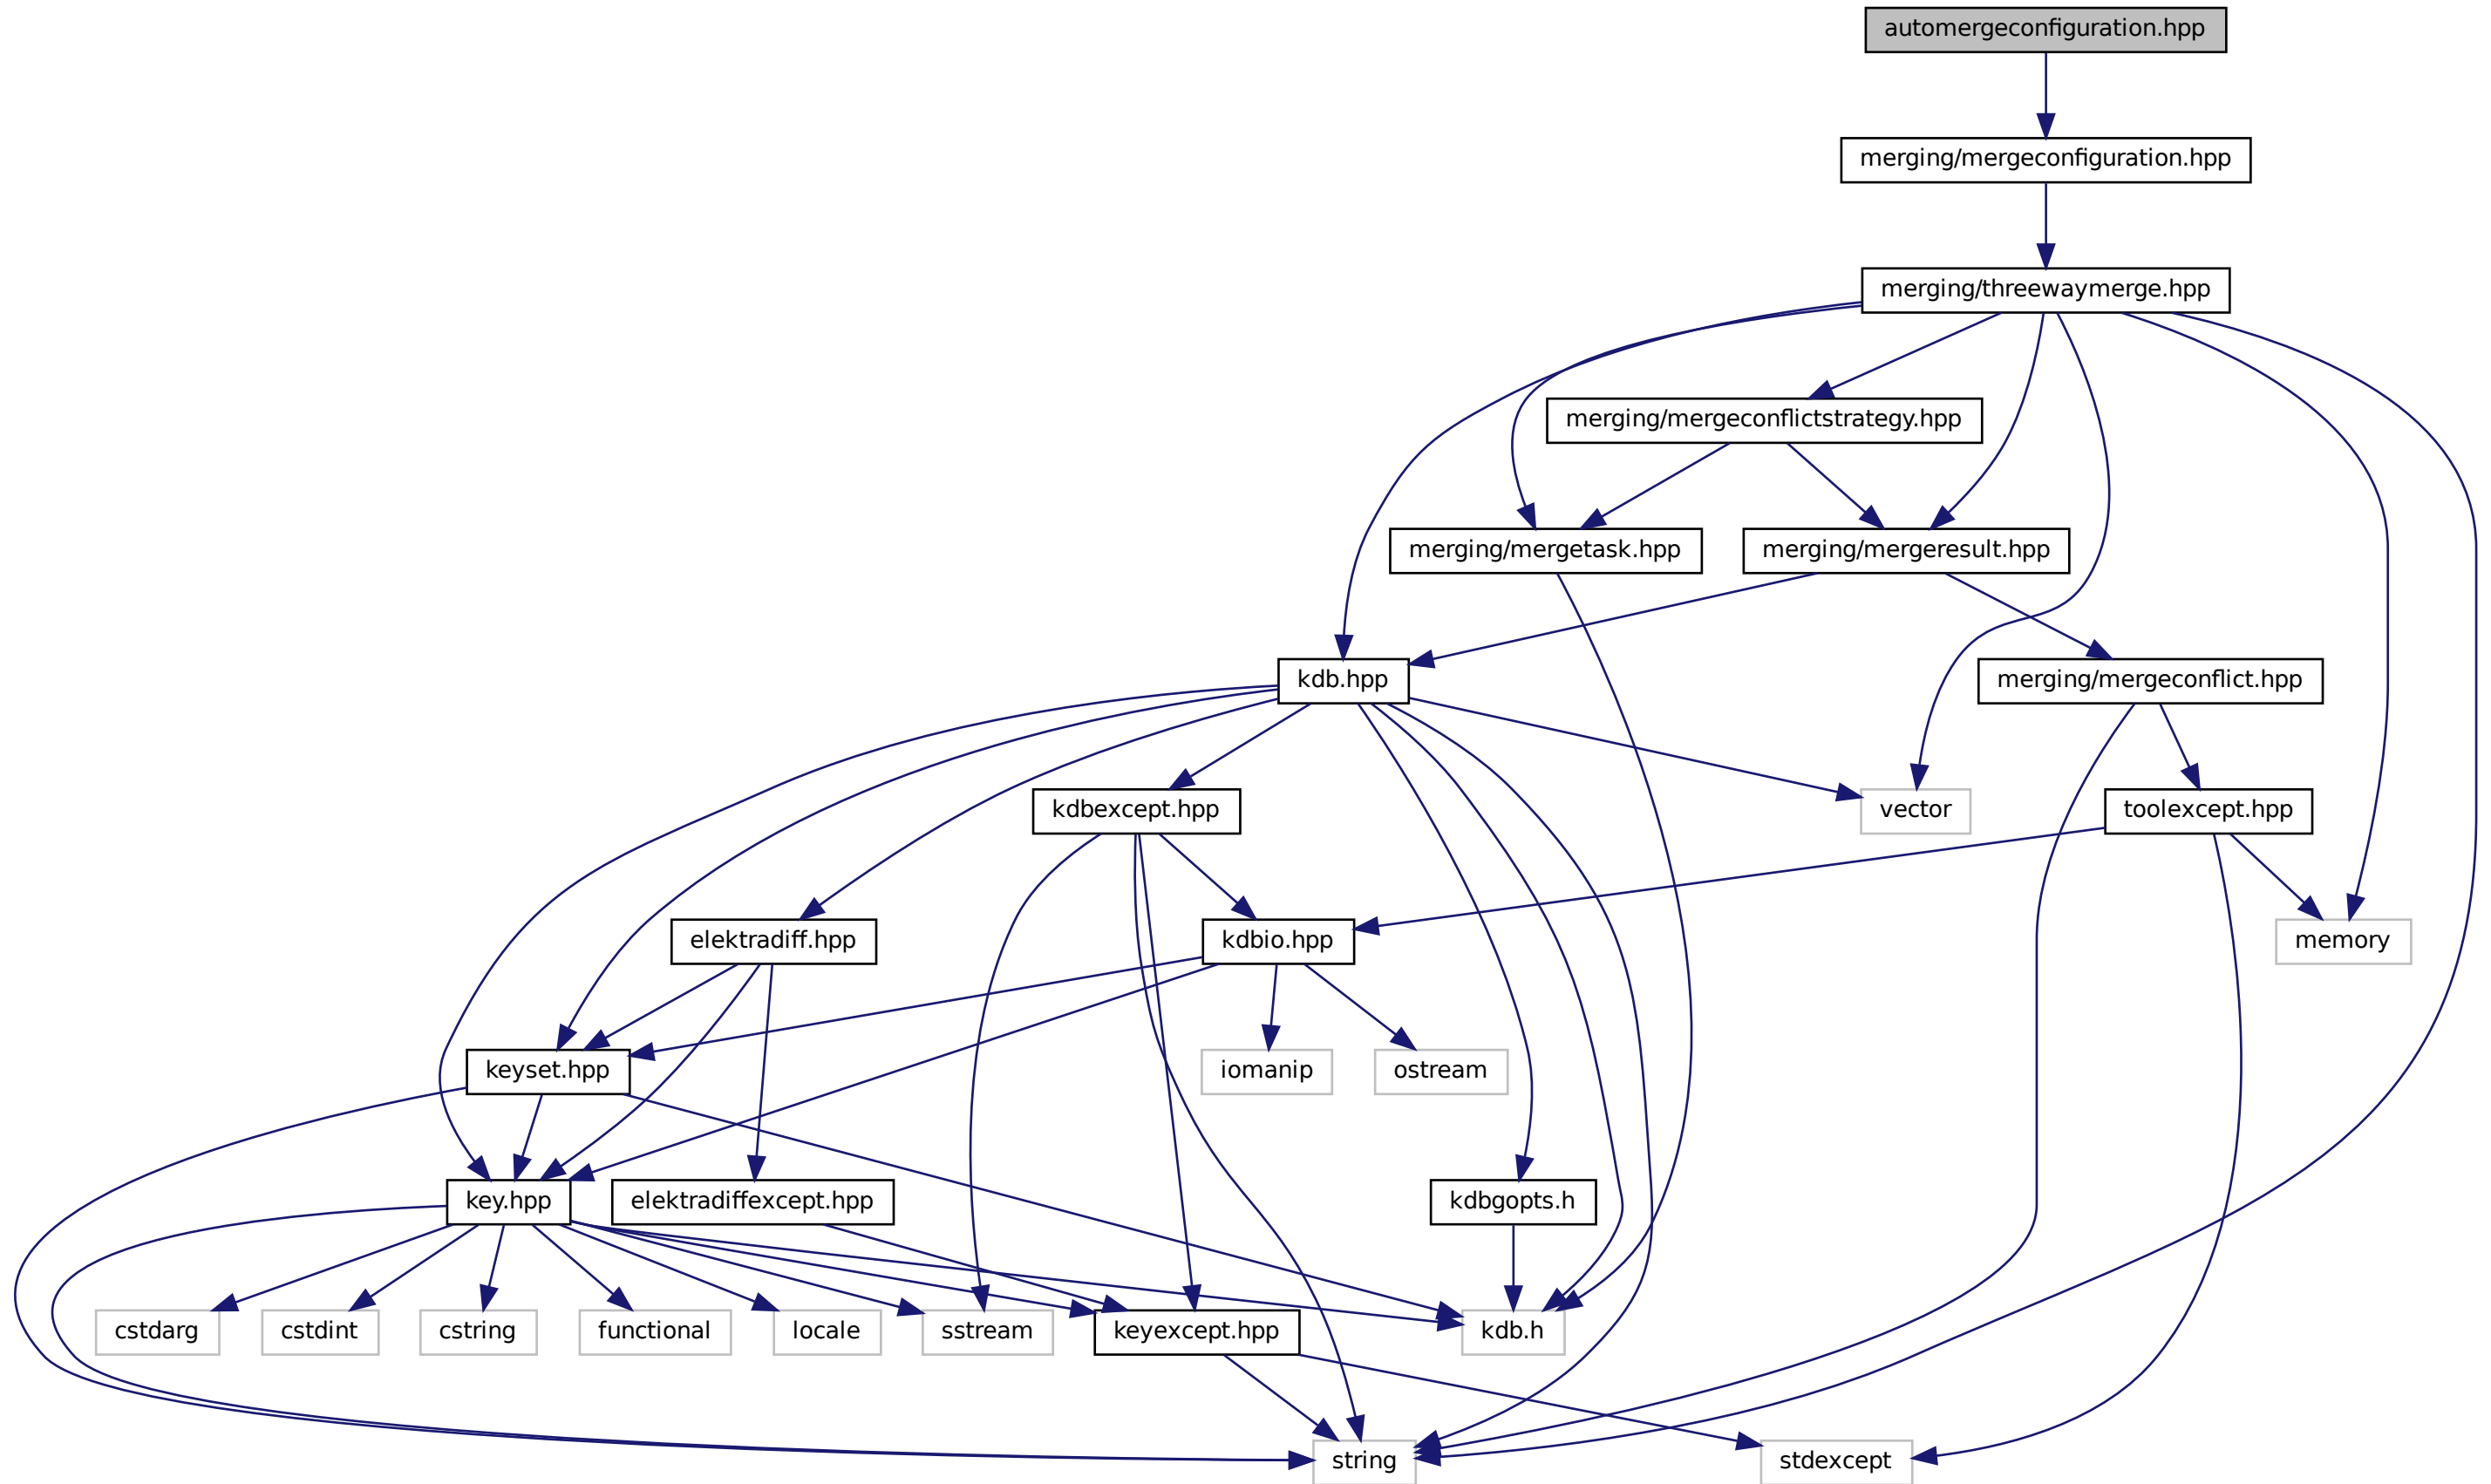 automergeconfiguration.hpp
merging/mergeconfiguration.hpp
merging/threewaymerge.hpp
merging/mergeconflictstrategy.hpp
merging/mergetask.hpp
merging/mergeresult.hpp
kdb.hpp
merging/mergeconflict.hpp
kdbexcept.hpp
vector
toolexcept.hpp
elektradiff.hpp
kdbio.hpp
memory
keyset.hpp
iomanip
ostream
key.hpp
elektradiffexcept.hpp
kdbgopts.h
cstdarg
cstdint
cstring
functional
locale
sstream
keyexcept.hpp
kdb.h
string
stdexcept